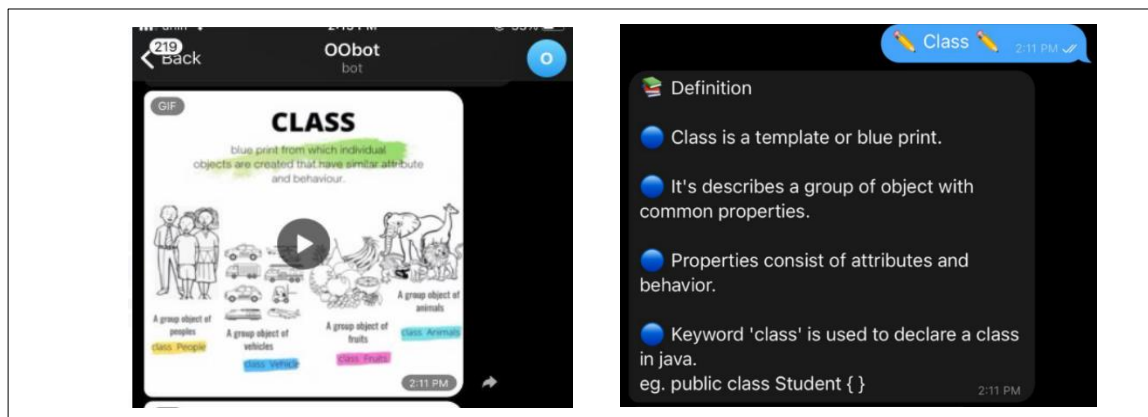 219
Back
OObot
bot
O
GIF
CLASS
blue print from which individual
objects are created that have similar attribute
and behaviour.
A group object of
peoples
class People
A group object of
vehicles
class Vehicle
A group object of
fruits
class Fruits
A group object of
animals
class Animals
2:11 PM
✏️ Class ✏️
2:11 PM
📚 Definition
🔵 Class is a template or blue print.
🔵 It's describes a group of object with
common properties.
🔵 Properties consist of attributes and
behavior.
🔵 Keyword 'class' is used to declare a class
in java.
eg. public class Student { }
2:11 PM